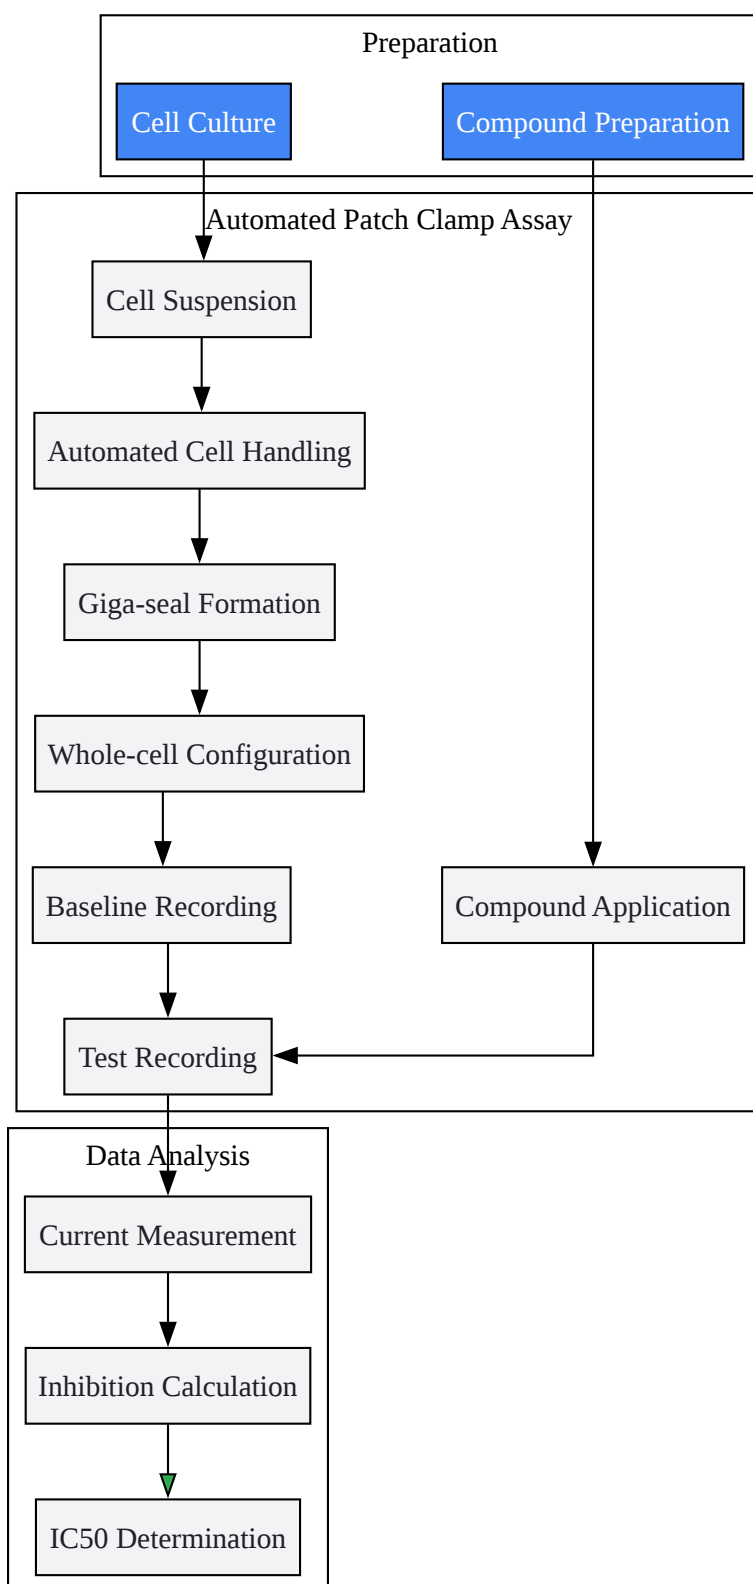 Preparation
Cell Culture
Compound Preparation
Automated Patch Clamp Assay
Cell Suspension
Automated Cell Handling
Giga-seal Formation
Whole-cell Configuration
Baseline Recording
Compound Application
Test Recording
Data Analysis
Current Measurement
Inhibition Calculation
IC50 Determination